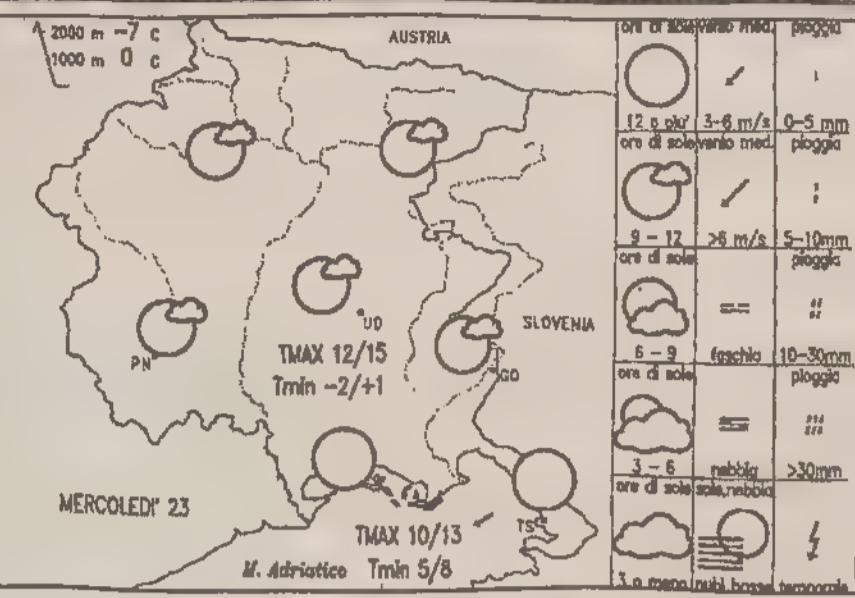 2000 m -7 C
1000 m 0 C
AUSTRIA
SLOVENIA
UD
PN
GO
TMAX 12/15
Tmin -2/+1
MERCOLEDI' 23
TS
TMAX 10/13
M. Adriatico Tmin 5/8
ore di sole vento med. pioggia
12 o piu' 3-6 m/s 0-5 mm
ore di sole vento med. pioggia
9 - 12 >6 m/s 5-10mm
ore di sole pioggia
6 - 9 foschia 10-30mm
ore di sole pioggia
3 - 6 nebbia >30mm
ore di sole sole,nebbia
3 o meno nubi basse temporale